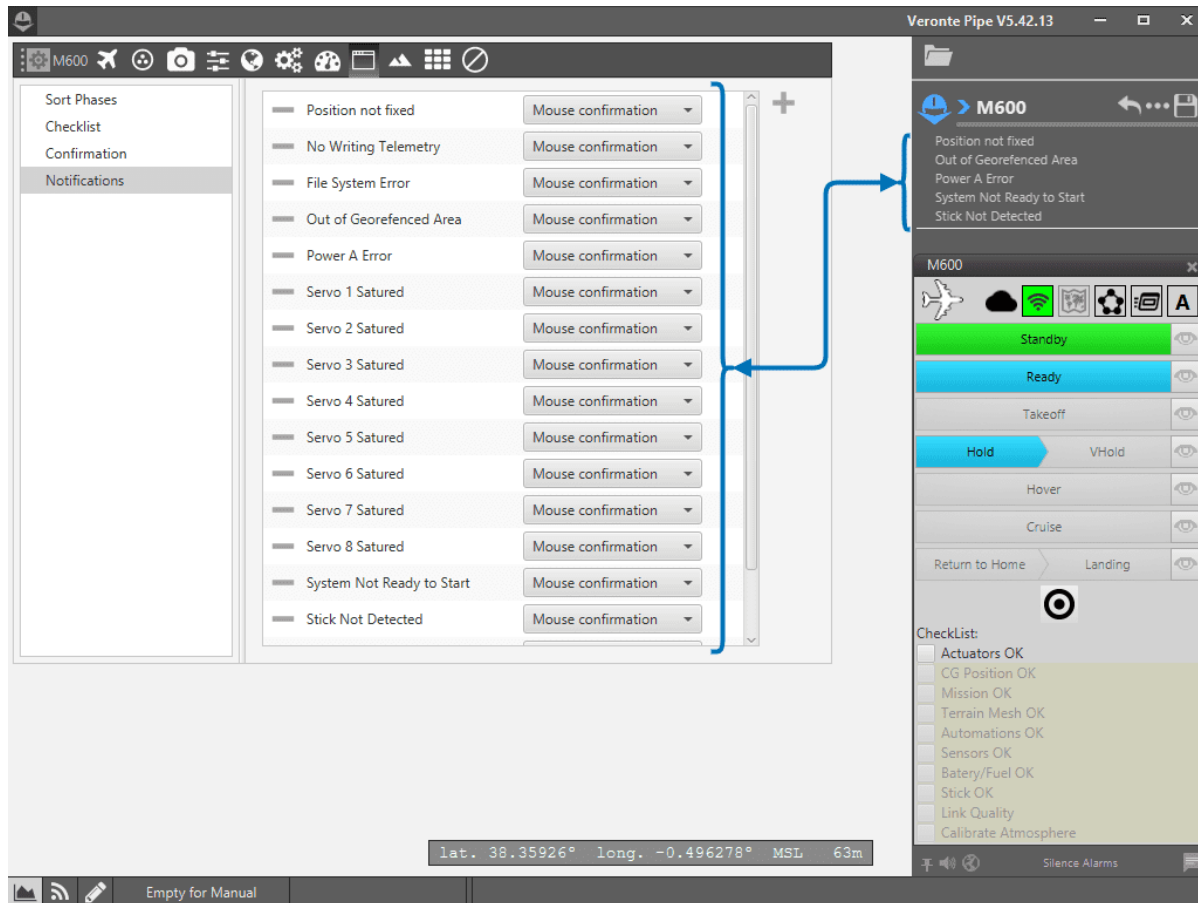 Veronte Pipe V5.42.13
M600
Sort Phases
Checklist
Confirmation
Notifications
Position not fixed Mouse confirmation
No Writing Telemetry Mouse confirmation
File System Error Mouse confirmation
Out of Georefenced Area Mouse confirmation
Power A Error Mouse confirmation
Servo 1 Satured Mouse confirmation
Servo 2 Satured Mouse confirmation
Servo 3 Satured Mouse confirmation
Servo 4 Satured Mouse confirmation
Servo 5 Satured Mouse confirmation
Servo 6 Satured Mouse confirmation
Servo 7 Satured Mouse confirmation
Servo 8 Satured Mouse confirmation
System Not Ready to Start Mouse confirmation
Stick Not Detected Mouse confirmation
M600
Position not fixed
Out of Georefenced Area
Power A Error
System Not Ready to Start
Stick Not Detected
M600
A
Standby
Ready
Takeoff
Hold VHold
Hover
Cruise
Return to Home Landing
CheckList:
Actuators OK
CG Position OK
Mission OK
Terrain Mesh OK
Automations OK
Sensors OK
Batery/Fuel OK
Stick OK
Link Quality
Calibrate Atmosphere
Silence Alarms
lat. 38.35926° long. -0.496278° MSL 63m
Empty for Manual